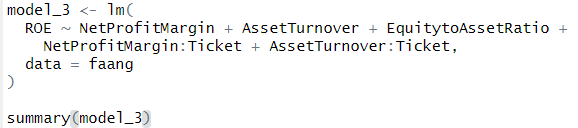 model_3 <- lm(
  ROE ~ NetProfitMargin + AssetTurnover + EquitytoAssetRatio +
    NetProfitMargin:Ticket + AssetTurnover:Ticket,
  data = faang
)

summary(model_3)